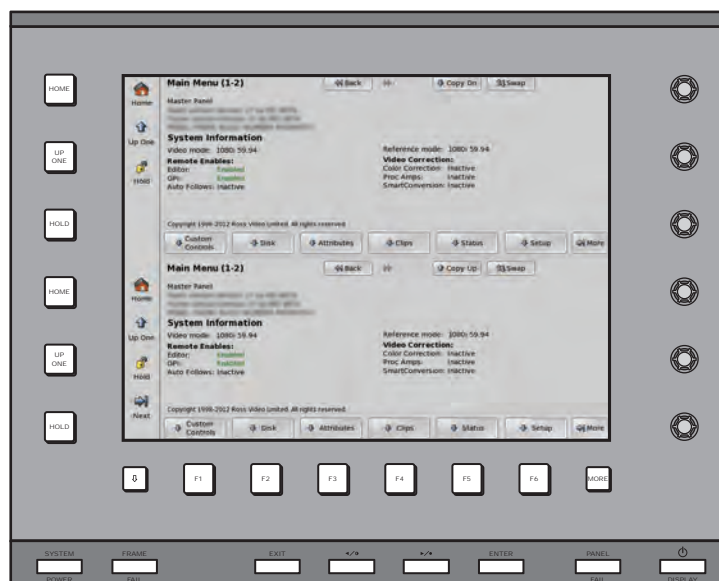 HOME
UP ONE
HOLD
HOME
UP ONE
HOLD
Home
Up One
Hold
Main Menu (1-2)
Back
Copy Dn
Swap
Master Panel
System Information
Video mode: 1080i 59.94
Reference mode: 1080i 59.94
Remote Enables:
Video Correction:
Editor: Enabled
Color Correction: Inactive
GPI: Enabled
Proc Amps: Inactive
Auto Follows: Inactive
SmartConversion: Inactive
Copyright 1998-2012 Ross Video Limited. All rights reserved.
Custom Controls
Disk
Attributes
Clips
Status
Setup
More
Home
Up One
Hold
Next
Main Menu (1-2)
Back
Copy Up
Swap
Master Panel
System Information
Video mode: 1080i 59.94
Reference mode: 1080i 59.94
Remote Enables:
Video Correction:
Editor: Enabled
Color Correction: Inactive
GPI: Enabled
Proc Amps: Inactive
Auto Follows: Inactive
SmartConversion: Inactive
Copyright 1998-2012 Ross Video Limited. All rights reserved.
Custom Controls
Disk
Attributes
Clips
Status
Setup
More
F1
F2
F3
F4
F5
F6
MORE
SYSTEM
FRAME
EXIT
</>
+/-
ENTER
PANEL
POWER
FAIL
FAIL
DISPLAY